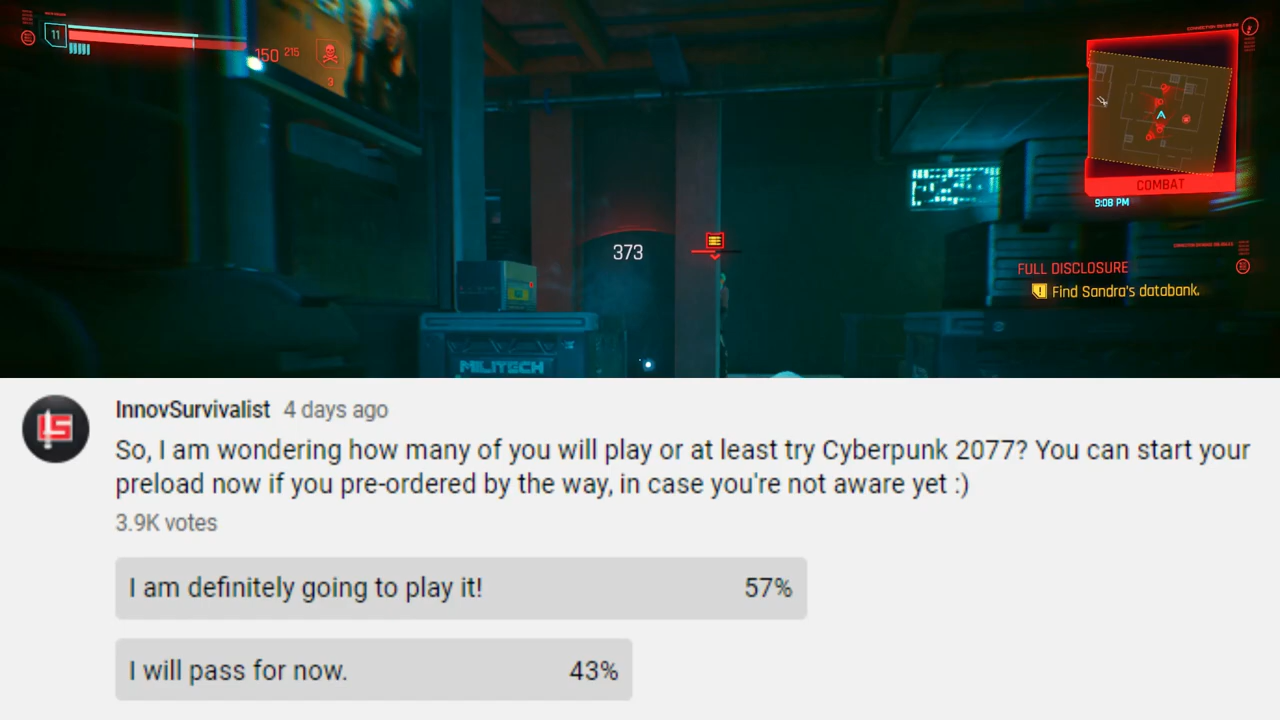 11
150 215
3
COMBAT
9:08 PM
373
FULL DISCLOSURE
Find Sandra's databank.
MILITECH
InnovSurvivalist 4 days ago
So, I am wondering how many of you will play or at least try Cyberpunk 2077? You can start your
preload now if you pre-ordered by the way, in case you're not aware yet :)
3.9K votes
I am definitely going to play it! 57%
I will pass for now. 43%